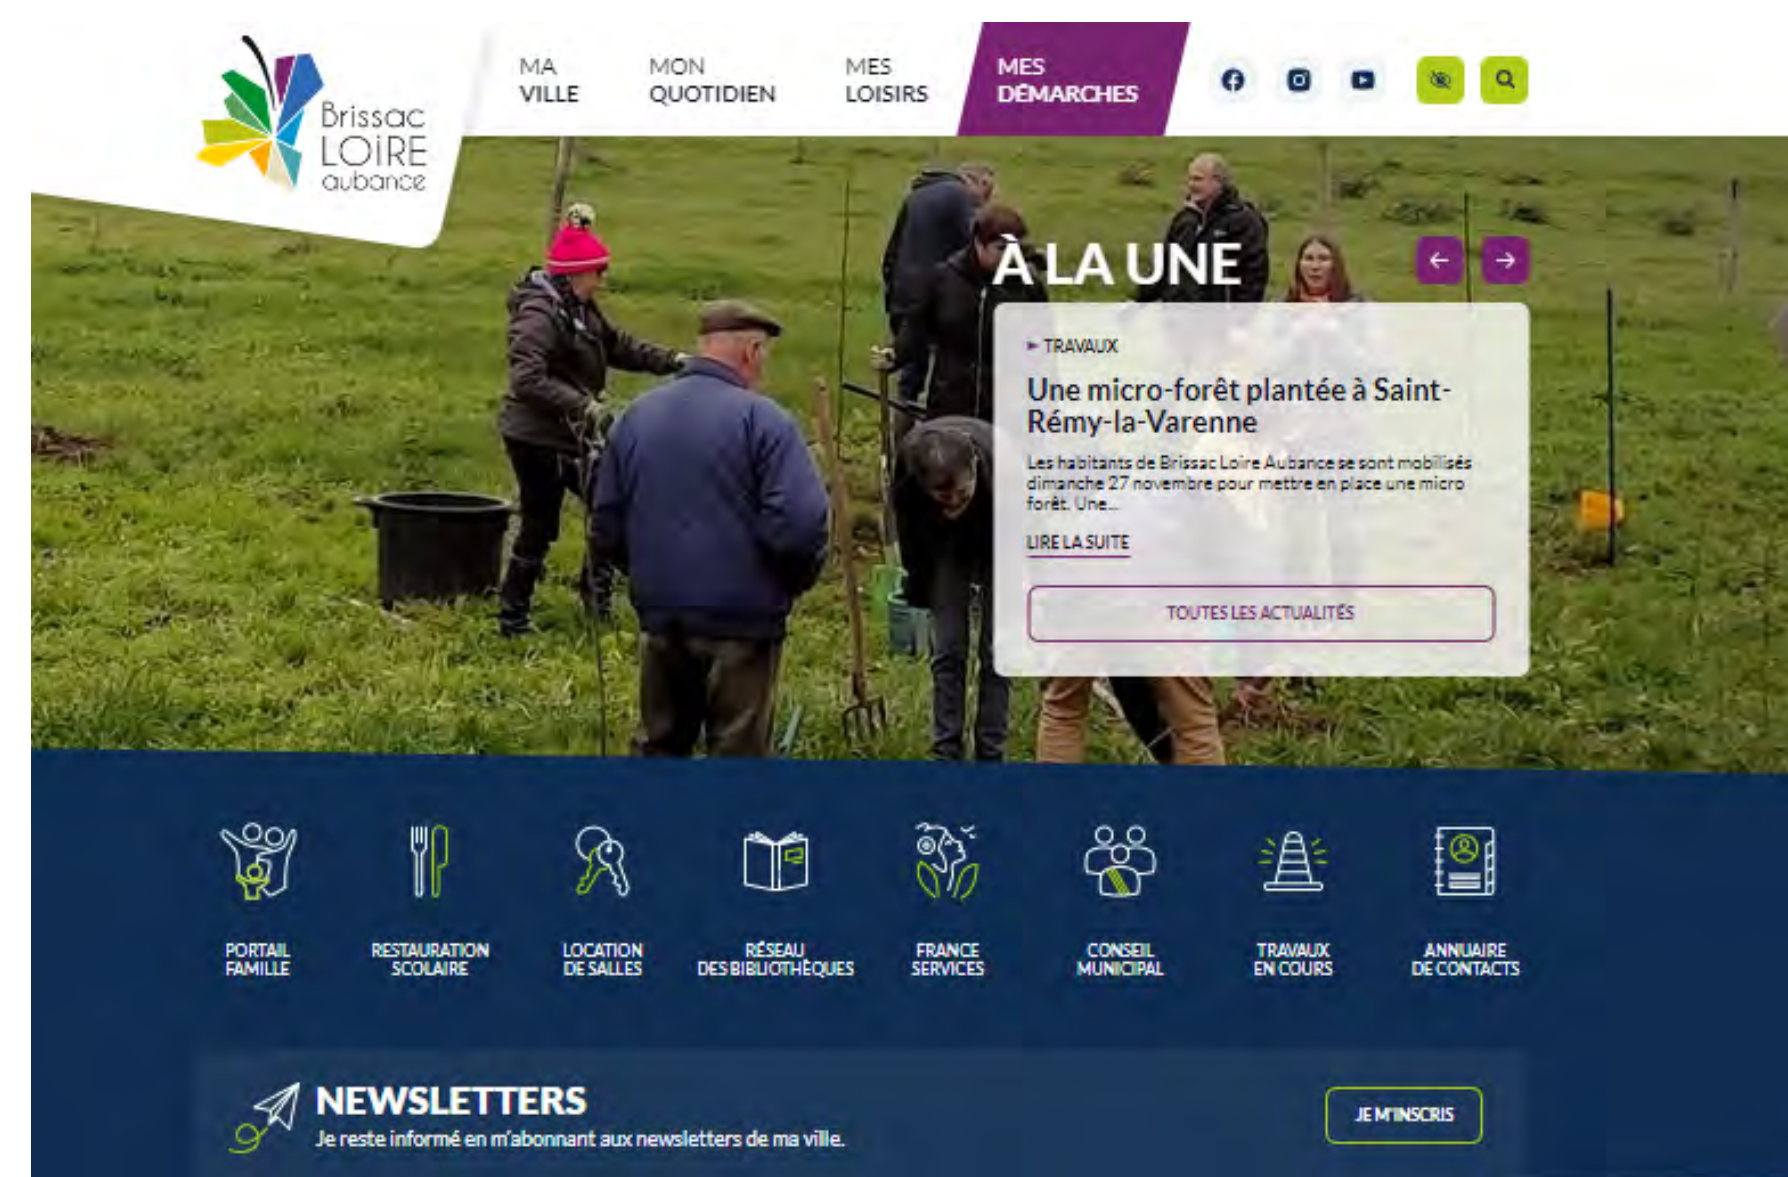 Brissac
LOIRE
aubance
MA
VILLE
MON
QUOTIDIEN
MES
LOISIRS
MES
DÉMARCHES
À LA UNE
TRAVAUX
Une micro-forêt plantée à Saint-
Rémy-la-Varenne
Les habitants de Brissac Loire Aubance se sont mobilisés
dimanche 27 novembre pour mettre en place une micro
forêt. Une...
LIRE LA SUITE
TOUTES LES ACTUALITÉS
PORTAIL
FAMILLE
RESTAURATION
SCOLAIRE
LOCATION
DE SALLES
RÉSEAU
DES BIBLIOTHÈQUES
FRANCE
SERVICES
CONSEIL
MUNICIPAL
TRAVAUX
EN COURS
ANNUAIRE
DE CONTACTS
NEWSLETTERS
Je reste informé en m'abonnant aux newsletters de ma ville.
JE M'INSCRIS